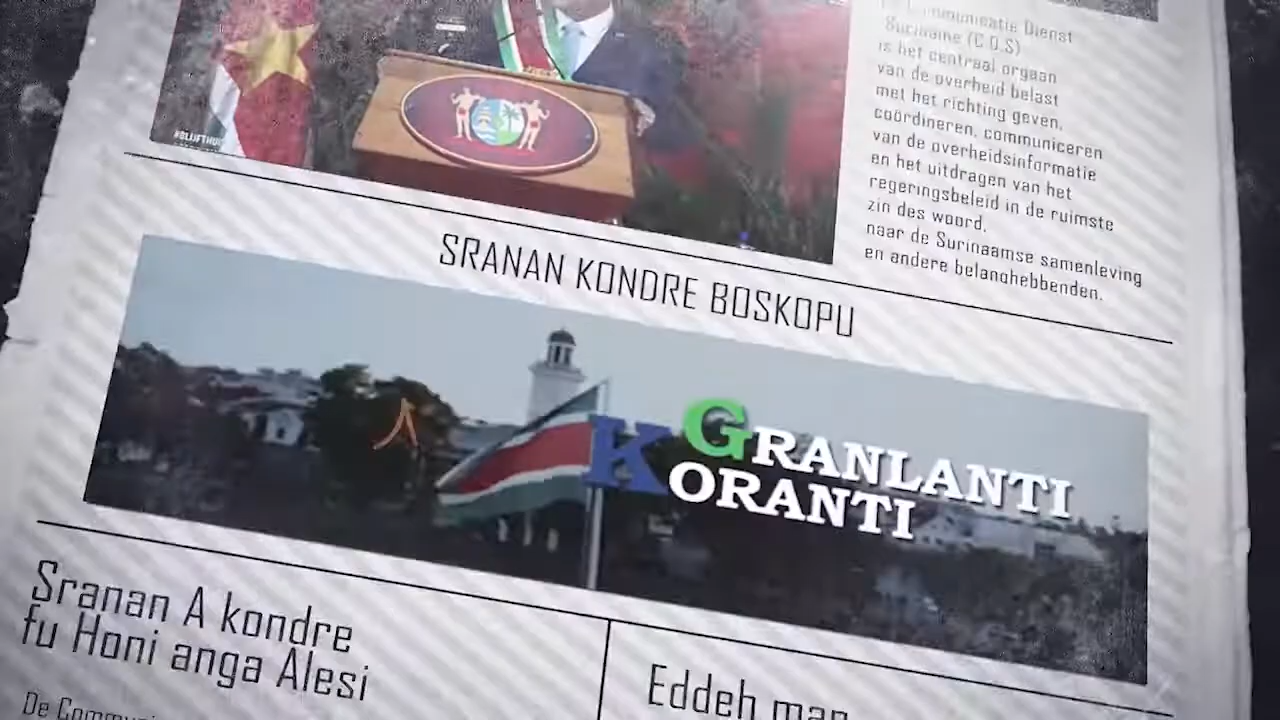 Communicatie Dienst
Suriname (C.D.S)
is het centraal orgaan
van de overheid belast
met het richting geven,
coördineren, communiceren
van de overheidsinformatie
en het uitdragen van het
regeringsbeleid in de ruimste
zin des woord,
naar de Surinaamse samenleving
en andere belanghebbenden.
SRANAN KONDRE BOSKOPU
GRANLANTI
KORANTI
Sranan A kondre
fu Honi anga Alesi
Eddeh man
De